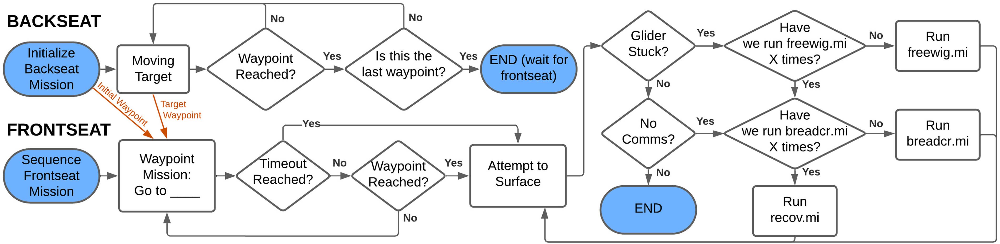 BACKSEAT
Initialize
Backseat
Mission
Moving
Target
No
Waypoint
Reached?
Yes
No
Is this the
last waypoint?
Yes
END (wait for
frontseat)
Initial Waypoint
Target
Waypoint
FRONTSEAT
Sequence
Frontseat
Mission
Waypoint
Mission:
Go to ____
Yes
Timeout
Reached?
No
Waypoint
Reached?
Yes
No
Attempt to
Surface
Glider
Stuck?
Yes
No
Have
we run freewig.mi
X times?
No
Yes
Run
freewig.mi
No
Comms?
Yes
No
Have
we run breadcr.mi
X times?
No
Yes
Run
breadcr.mi
END
Run
recov.mi